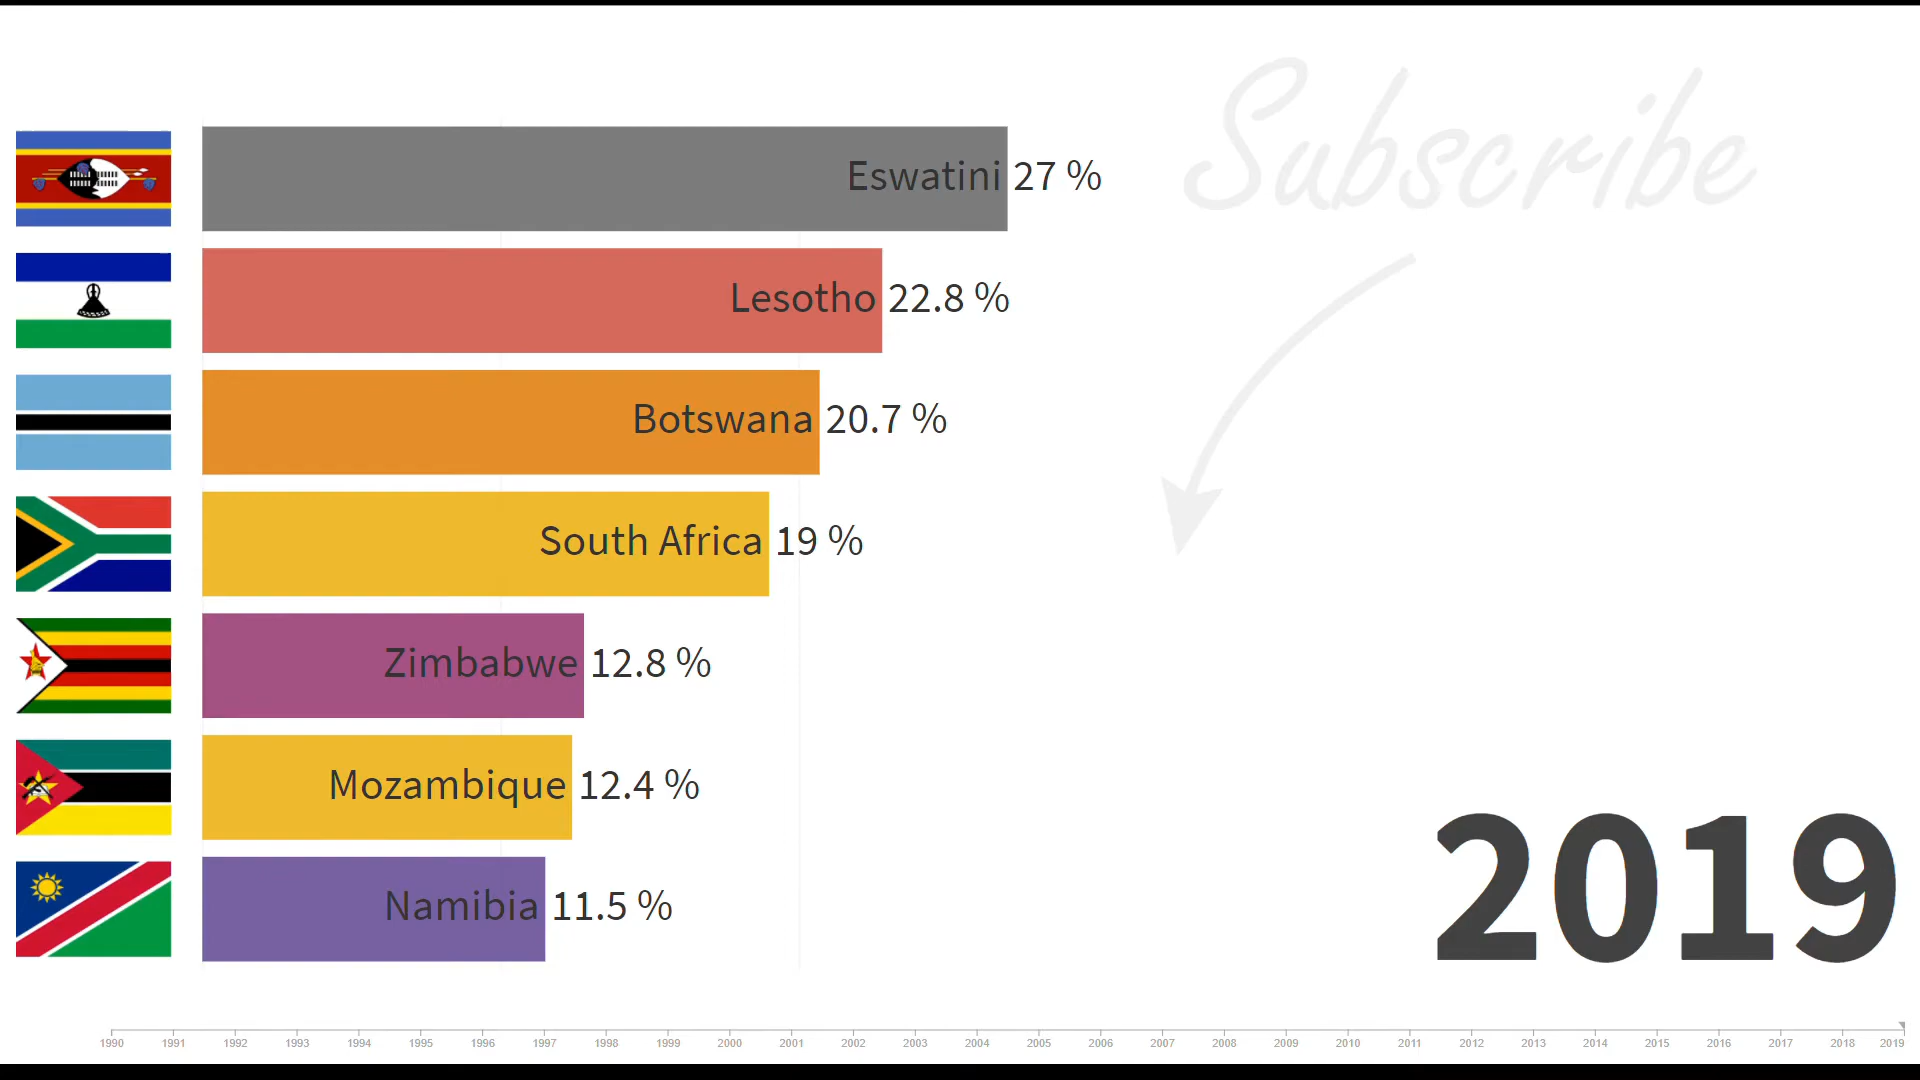 Subscribe
Eswatini 27 %
Lesotho 22.8 %
Botswana 20.7 %
South Africa 19 %
Zimbabwe 12.8 %
Mozambique 12.4 %
Namibia 11.5 %
2019
1990 1991 1992 1993 1994 1995 1996 1997 1998 1999 2000 2001 2002 2003 2004 2005 2006 2007 2008 2009 2010 2011 2012 2013 2014 2015 2016 2017 2018 2019